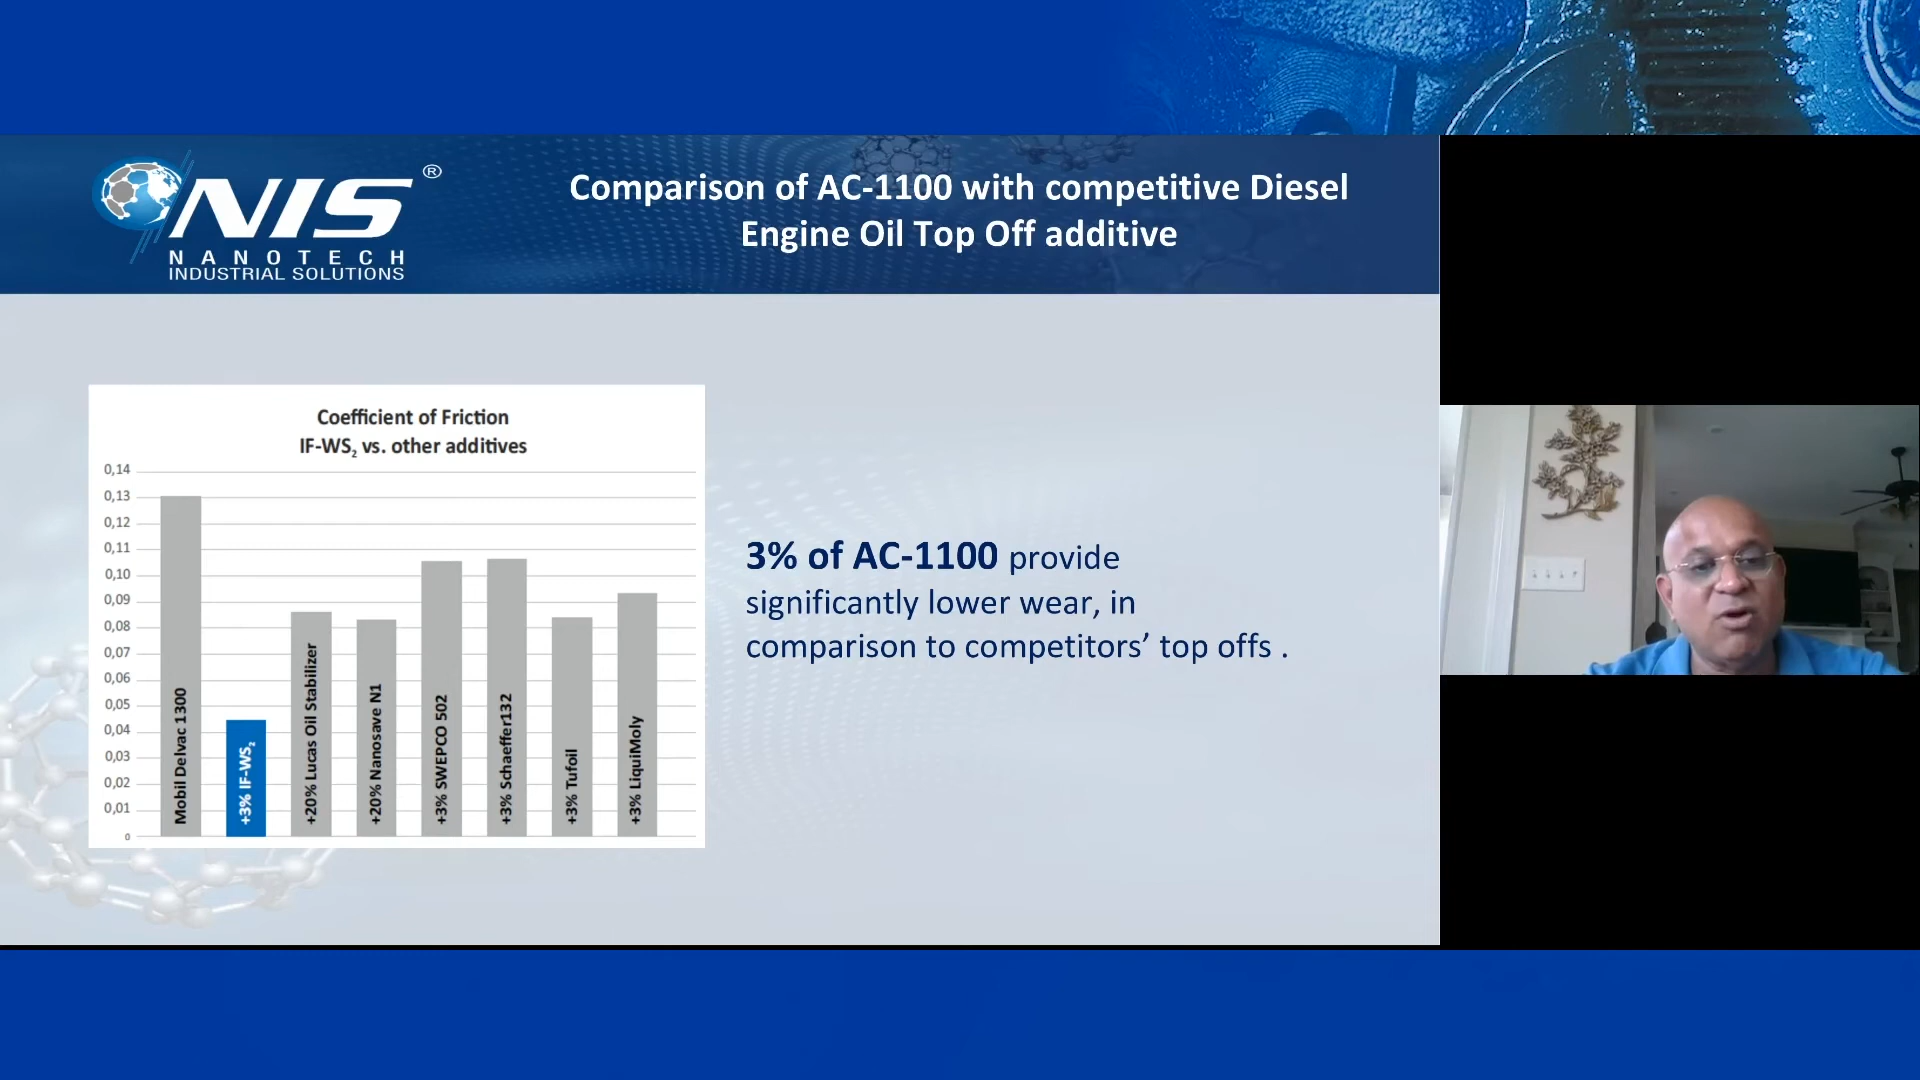 NIS ®
NANOTECH
INDUSTRIAL SOLUTIONS
Comparison of AC-1100 with competitive Diesel
Engine Oil Top Off additive
Coefficient of Friction
IF-WS₂ vs. other additives
0,14
0,13
0,12
0,11
0,10
0,09
0,08
0,07
0,06
0,05
0,04
0,03
0,02
0,01
0
Mobil Delvac 1300
+3% IF-WS₂
+20% Lucas Oil Stabilizer
+20% Nanosave N1
+3% SWEPCO 502
+3% Schaeffer132
+3% Tufoil
+3% LiquiMoly
3% of AC-1100 provide
significantly lower wear, in
comparison to competitors’ top offs .